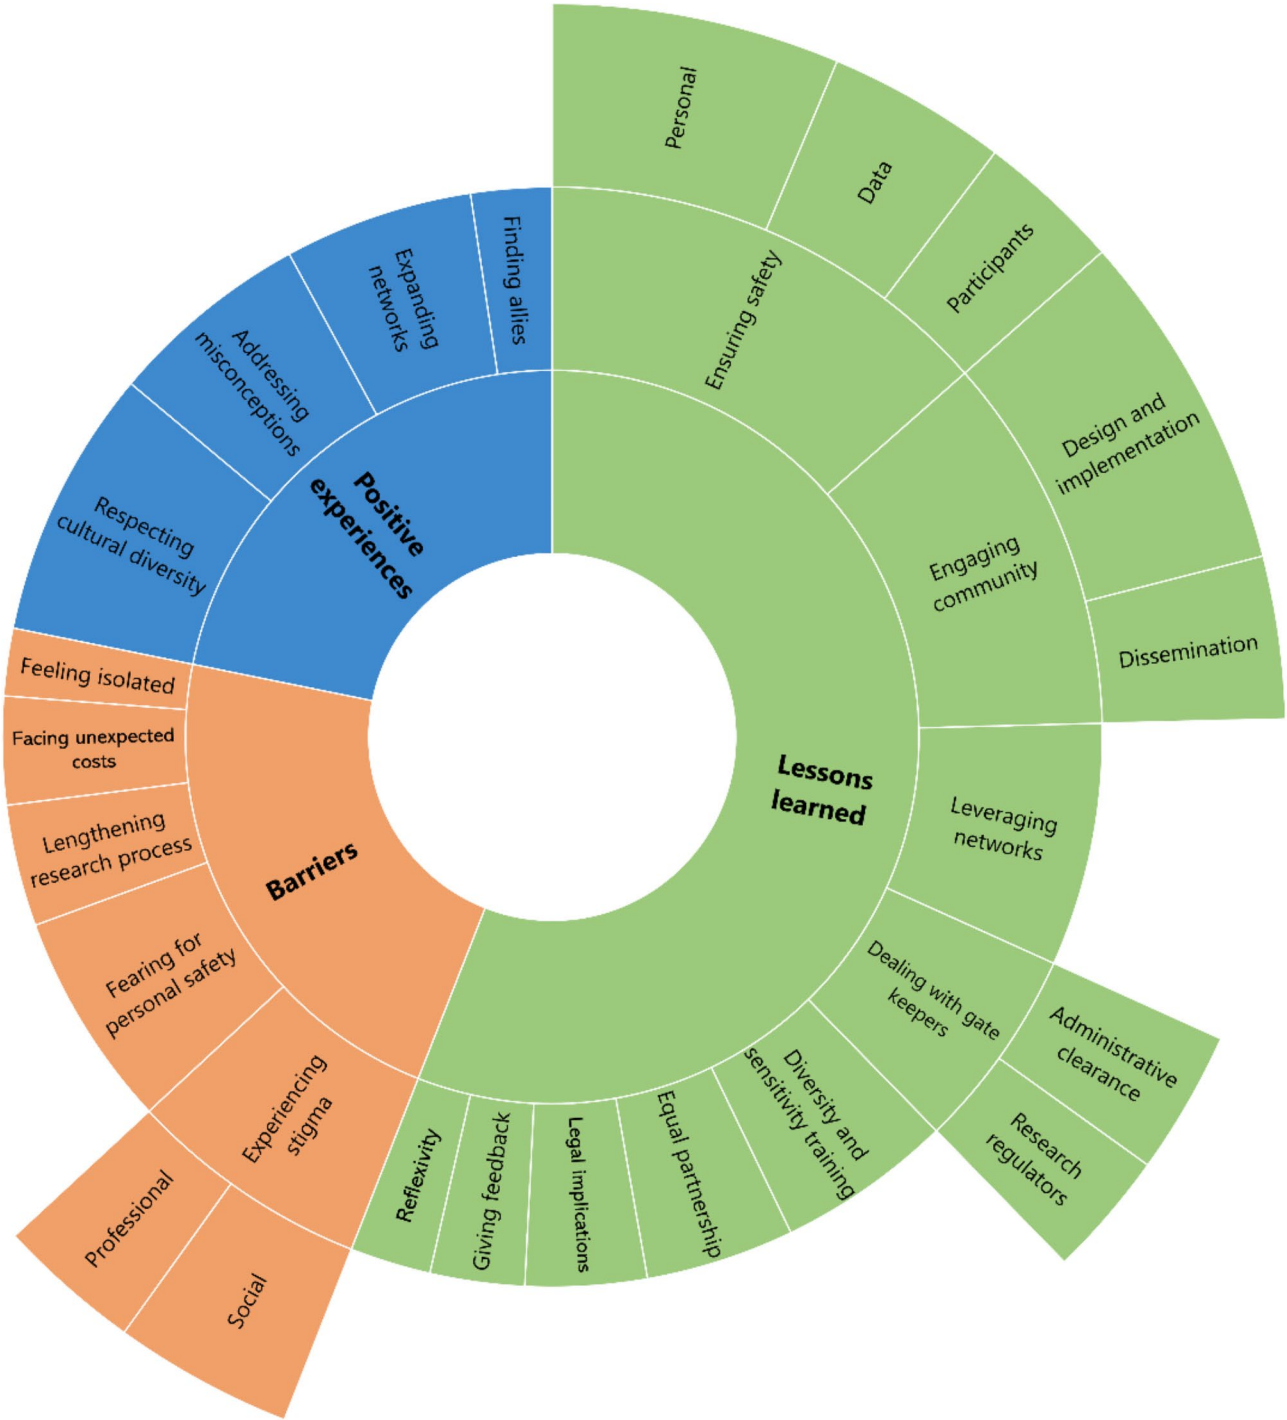 Personal
Data
Participants
Ensuring safety
Design and
implementation
Dissemination
Engaging
community
Lessons
learned
Leveraging
networks
Dealing with gate
keepers
Administrative
clearance
Research
regulators
Diversity and
sensitivity training
Equal partnership
Legal implications
Giving feedback
Reflexivity
Barriers
Experiencing
stigma
Social
Professional
Fearing for
personal safety
Lengthening
research process
Facing unexpected
costs
Feeling isolated
Positive
experiences
Respecting
cultural diversity
Addressing
misconceptions
Expanding
networks
Finding allies